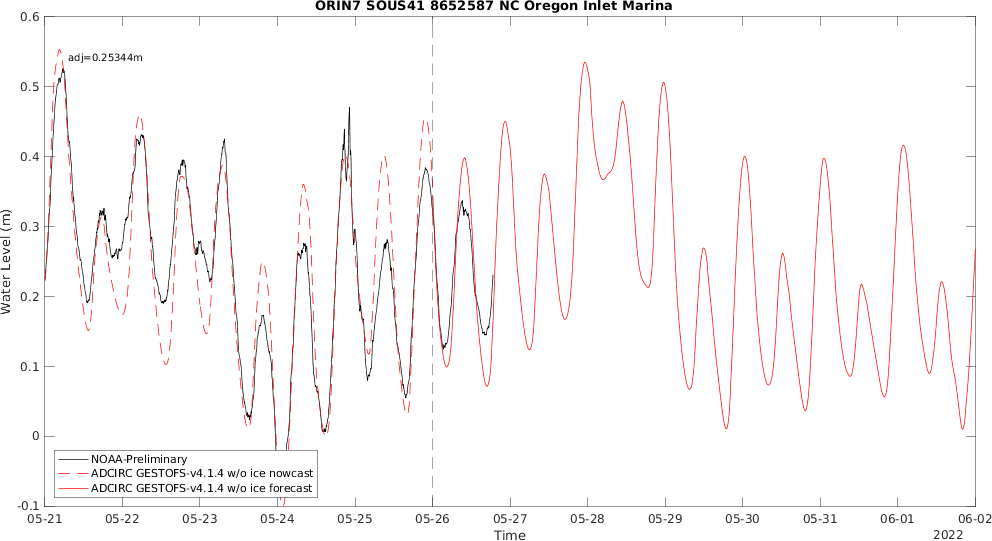 ORIN7 SOUS41 8652587 NC Oregon Inlet Marina
adj=0.25344m
Water Level (m)
0.6
0.5
0.4
0.3
0.2
0.1
0
-0.1
NOAA-Preliminary
ADCIRC GESTOFS-v4.1.4 w/o ice nowcast
ADCIRC GESTOFS-v4.1.4 w/o ice forecast
05-21 05-22 05-23 05-24 05-25 05-26 05-27 05-28 05-29 05-30 05-31 06-01 06-02
Time
2022